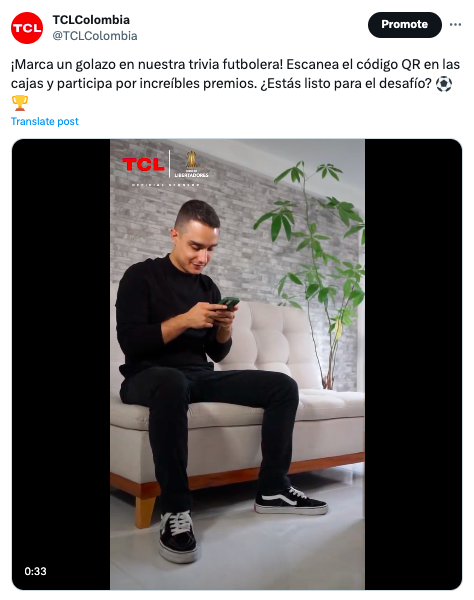 TCLColombia
Promote
@TCLColombia
¡Marca un golazo en nuestra trivia futbolera! Escanea el código QR en las
cajas y participa por increíbles premios. ¿Estás listo para el desafío? ⚽
🏆
Translate post
TCL
TCL
LIBERTADORES
OFFICIAL SPONSOR
0:33